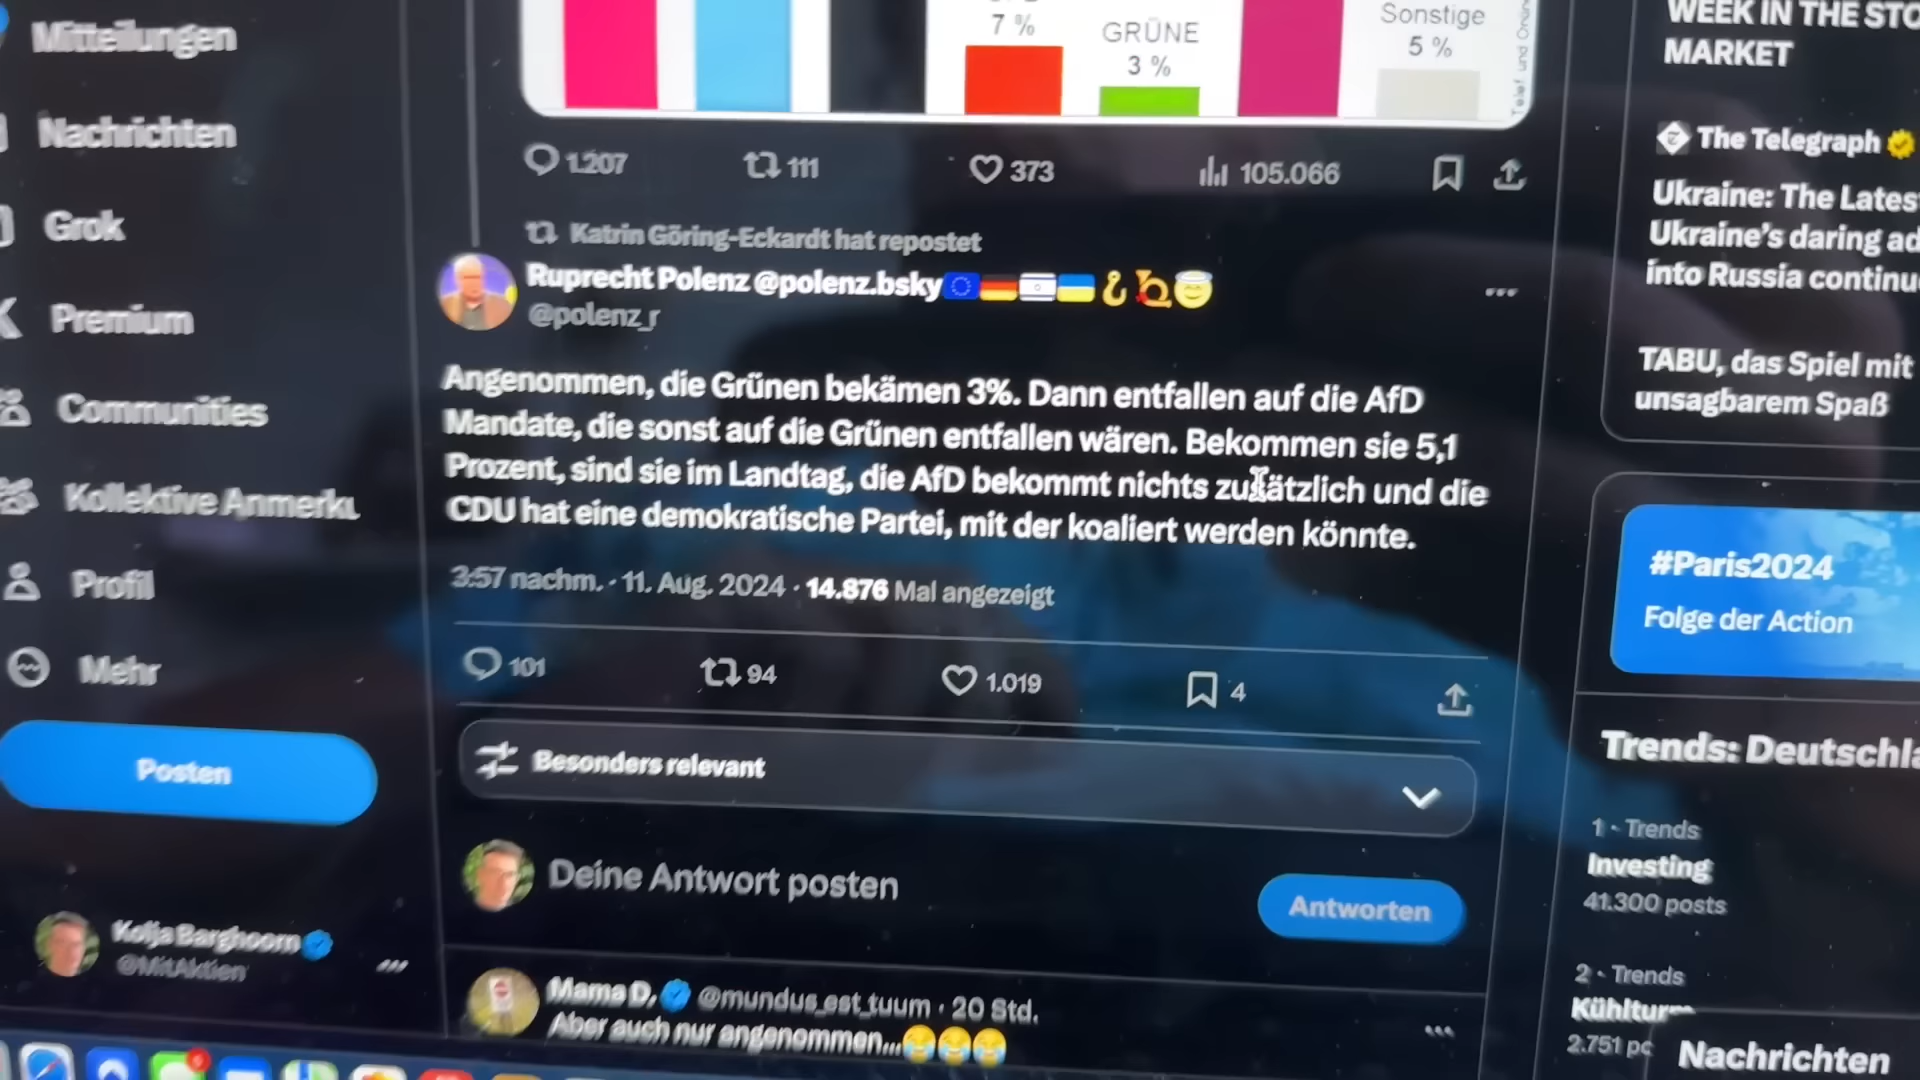 Mitteilungen
Nachrichten
Grok
Premium
Communities
Kollektive Anmerku
Profil
Mehr
Posten
Kolja Barghoorn
@MitAktien
7 %
GRÜNE
3 %
Sonstige
5 %
1.207 111 373 105.066
Katrin Göring-Eckardt hat repostet
Ruprecht Polenz @polenz.bsky
@polenz_r
Angenommen, die Grünen bekämen 3%. Dann entfallen auf die AfD
Mandate, die sonst auf die Grünen entfallen wären. Bekommen sie 5,1
Prozent, sind sie im Landtag, die AfD bekommt nichts zusätzlich und die
CDU hat eine demokratische Partei, mit der koaliert werden könnte.
3:57 nachm. · 11. Aug. 2024 · 14.876 Mal angezeigt
101 94 1.019 4
Besonders relevant
Deine Antwort posten
Antworten
Mama D. @mundus_est_tuum · 20 Std.
Aber auch nur angenommen...😂😂😂
WEEK IN THE STO
MARKET
The Telegraph
Ukraine: The Latest
Ukraine's daring ad
into Russia continu
TABU, das Spiel mit
unsagbarem Spaß
#Paris2024
Folge der Action
Trends: Deutschla
1 · Trends
Investing
41.300 posts
2 · Trends
Kühlturm
2.751 po
Nachrichten